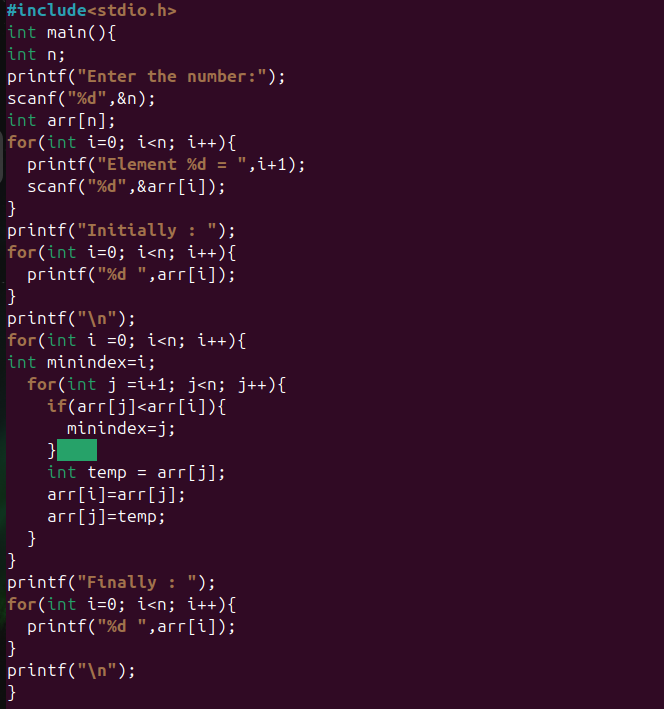 #include<stdio.h>
int main(){
int n;
printf("Enter the number:");
scanf("%d",&n);
int arr[n];
for(int i=0; i<n; i++){
  printf("Element %d = ",i+1);
  scanf("%d",&arr[i]);
}
printf("Initially : ");
for(int i=0; i<n; i++){
  printf("%d ",arr[i]);
}
printf("\n");
for(int i =0; i<n; i++){
int minindex=i;
  for(int j =i+1; j<n; j++){
    if(arr[j]<arr[i]){
      minindex=j;
    }
    int temp = arr[j];
    arr[i]=arr[j];
    arr[j]=temp;
  }
}
printf("Finally : ");
for(int i=0; i<n; i++){
  printf("%d ",arr[i]);
}
printf("\n");
}